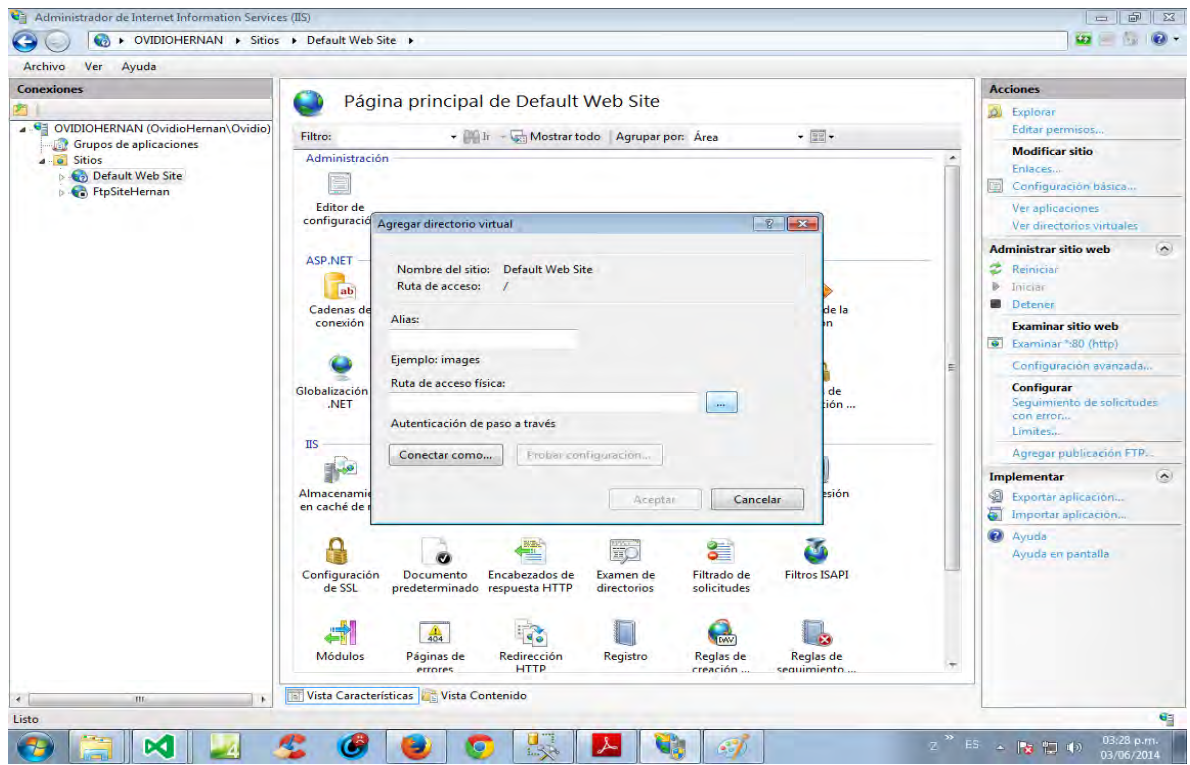 Administrador de Internet Information Services (IIS)
OVIDIOHERNAN ▸ Sitios ▸ Default Web Site ▸
Archivo Ver Ayuda
Conexiones
OVIDIOHERNAN (OvidioHernan\Ovidio)
Grupos de aplicaciones
Sitios
Default Web Site
FtpSiteHernan
Página principal de Default Web Site
Filtro: Ir Mostrar todo Agrupar por: Área
Administración
Editor de
configuració
ASP.NET
Cadenas de
conexión
de la
ón
Globalización
.NET
de
ción ...
IIS
Almacenamie
en caché de r
esión
Agregar directorio virtual
Nombre del sitio: Default Web Site
Ruta de acceso: /
Alias:
Ejemplo: images
Ruta de acceso física:
...
Autenticación de paso a través
Conectar como... Probar configuración...
Aceptar Cancelar
Configuración
de SSL
Documento
predeterminado
Encabezados de
respuesta HTTP
Examen de
directorios
Filtrado de
solicitudes
Filtros ISAPI
Módulos
404
Páginas de
errores
Redirección
HTTP
Registro
DAV
Reglas de
creación ...
Reglas de
seguimiento ...
Vista Características Vista Contenido
Acciones
Explorar
Editar permisos...
Modificar sitio
Enlaces...
Configuración básica...
Ver aplicaciones
Ver directorios virtuales
Administrar sitio web
Reiniciar
Iniciar
Detener
Examinar sitio web
Examinar *:80 (http)
Configuración avanzada...
Configurar
Seguimiento de solicitudes
con error...
Límites...
Agregar publicación FTP...
Implementar
Exportar aplicación...
Importar aplicación...
Ayuda
Ayuda en pantalla
Listo
ES
03:28 p.m.
03/06/2014